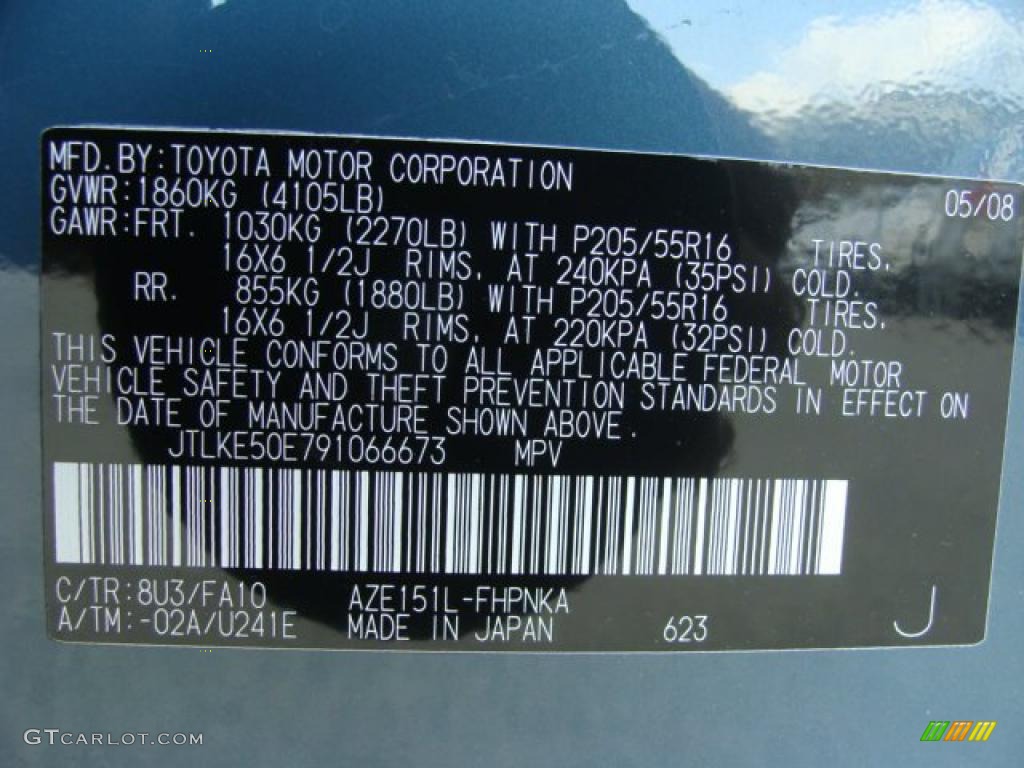 MFD.BY:TOYOTA MOTOR CORPORATION
GVWR:1860KG (4105LB) 05/08
GAWR:FRT. 1030KG (2270LB) WITH P205/55R16 TIRES,
16X6 1/2J RIMS, AT 240KPA (35PSI) COLD.
RR. 855KG (1880LB) WITH P205/55R16 TIRES,
16X6 1/2J RIMS, AT 220KPA (32PSI) COLD.
THIS VEHICLE CONFORMS TO ALL APPLICABLE FEDERAL MOTOR
VEHICLE SAFETY AND THEFT PREVENTION STANDARDS IN EFFECT ON
THE DATE OF MANUFACTURE SHOWN ABOVE.
JTLKE50E791066673 MPV
C/TR:8U3/FA10 AZE151L-FHPNKA
A/TM:-02A/U241E MADE IN JAPAN 623 J
GTCARLOT.COM